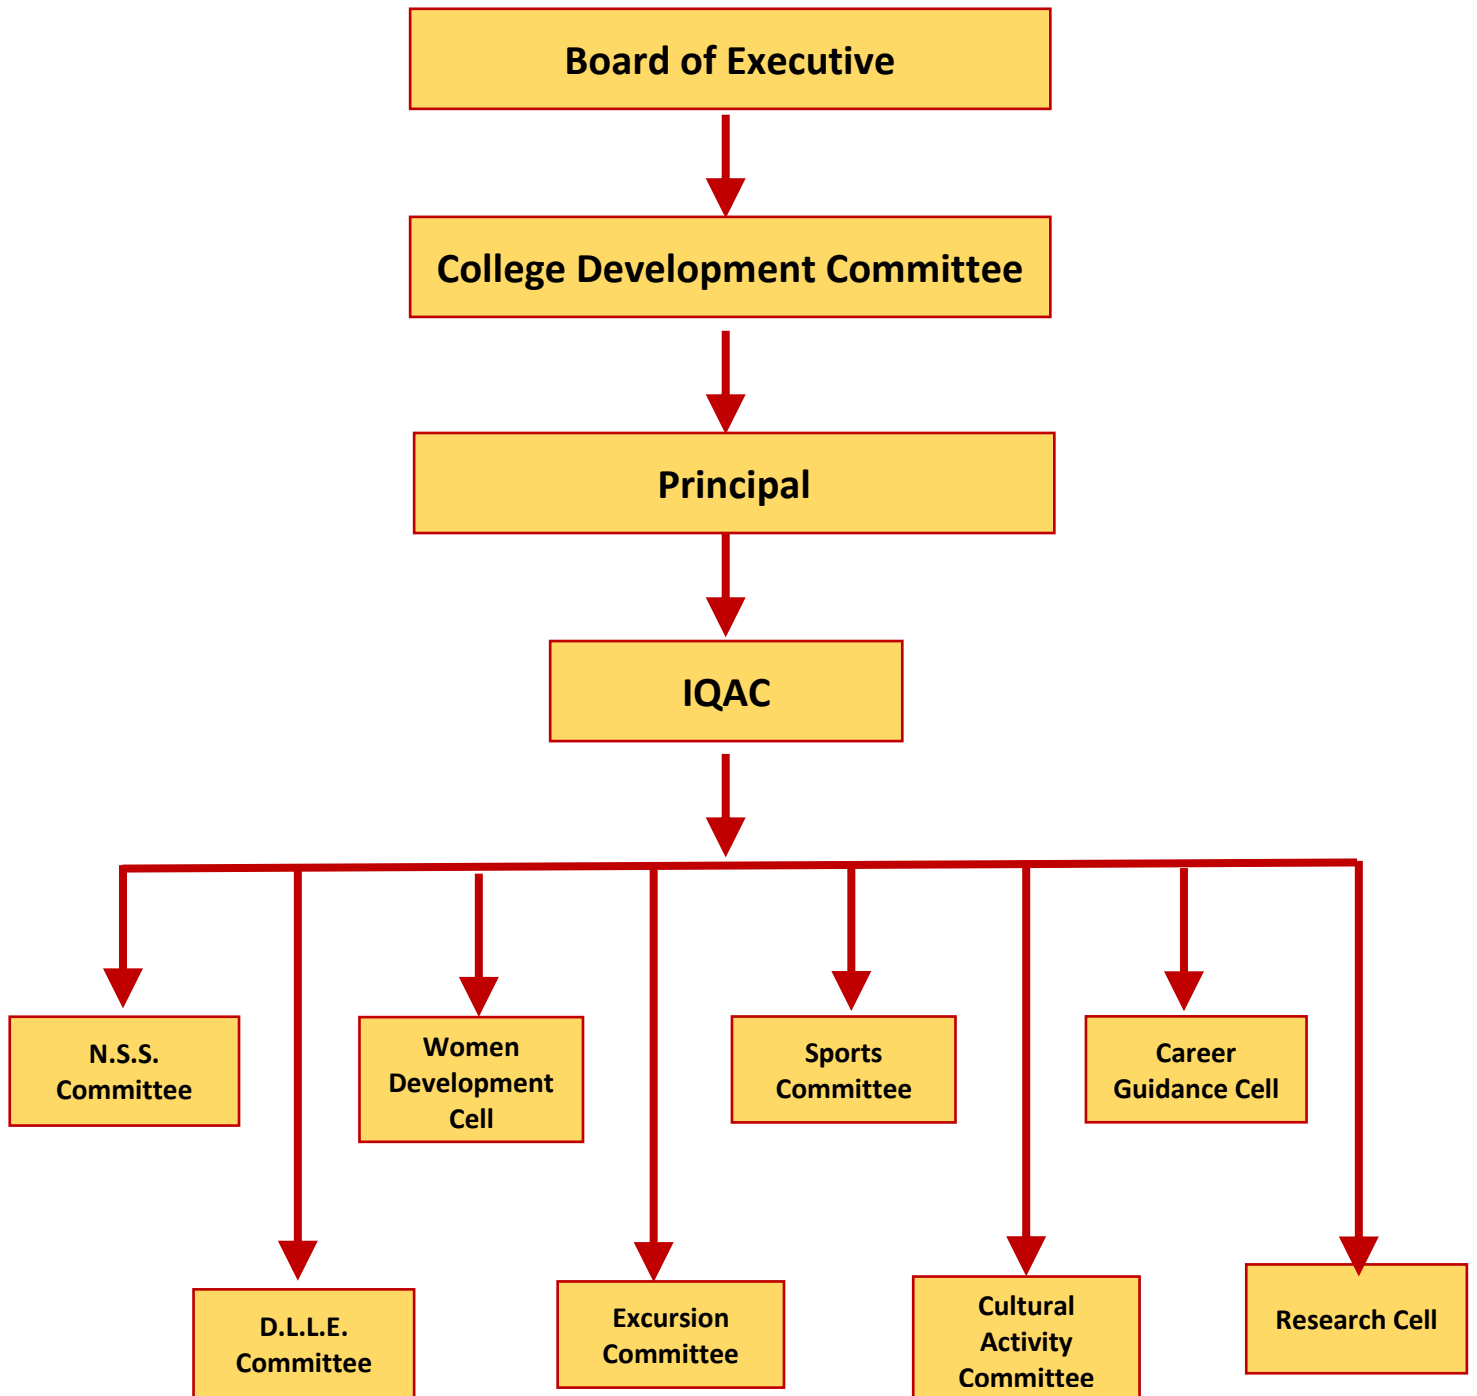 Board of Executive
College Development Committee
Principal
IQAC
N.S.S.
Committee
Women
Development
Cell
Sports
Committee
Career
Guidance Cell
D.L.L.E.
Committee
Excursion
Committee
Cultural
Activity
Committee
Research Cell